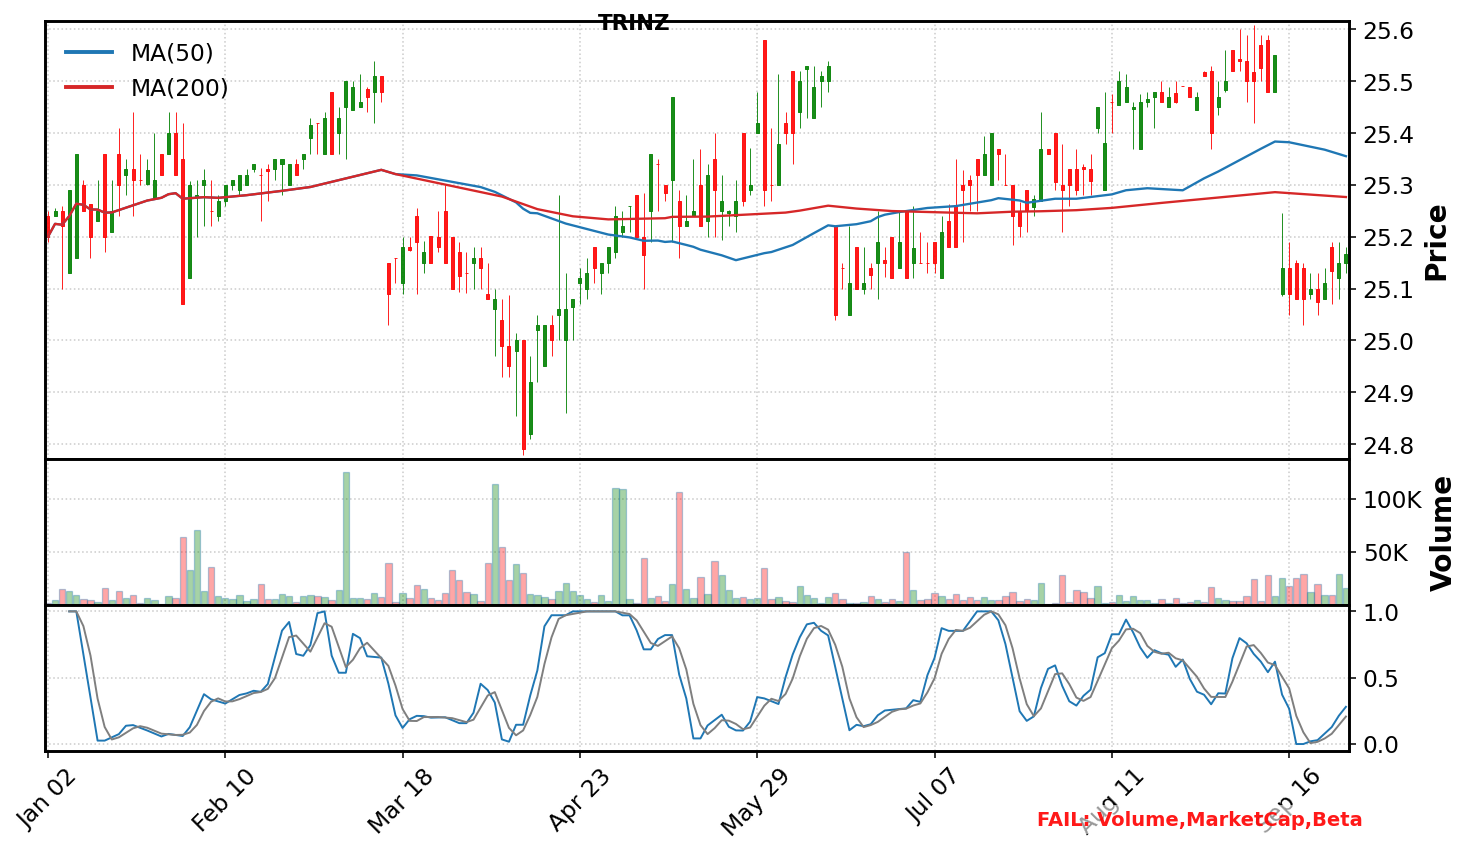 TRINZ
MA(50)
MA(200)
25.6
25.5
25.4
25.3
25.2
25.1
25.0
24.9
24.8
Price
100K
50K
Volume
1.0
0.5
0.0
Jan 02
Feb 10
Mar 18
Apr 23
May 29
Jul 07
Aug 11
Sep 16
FAIL: Volume,MarketCap,Beta